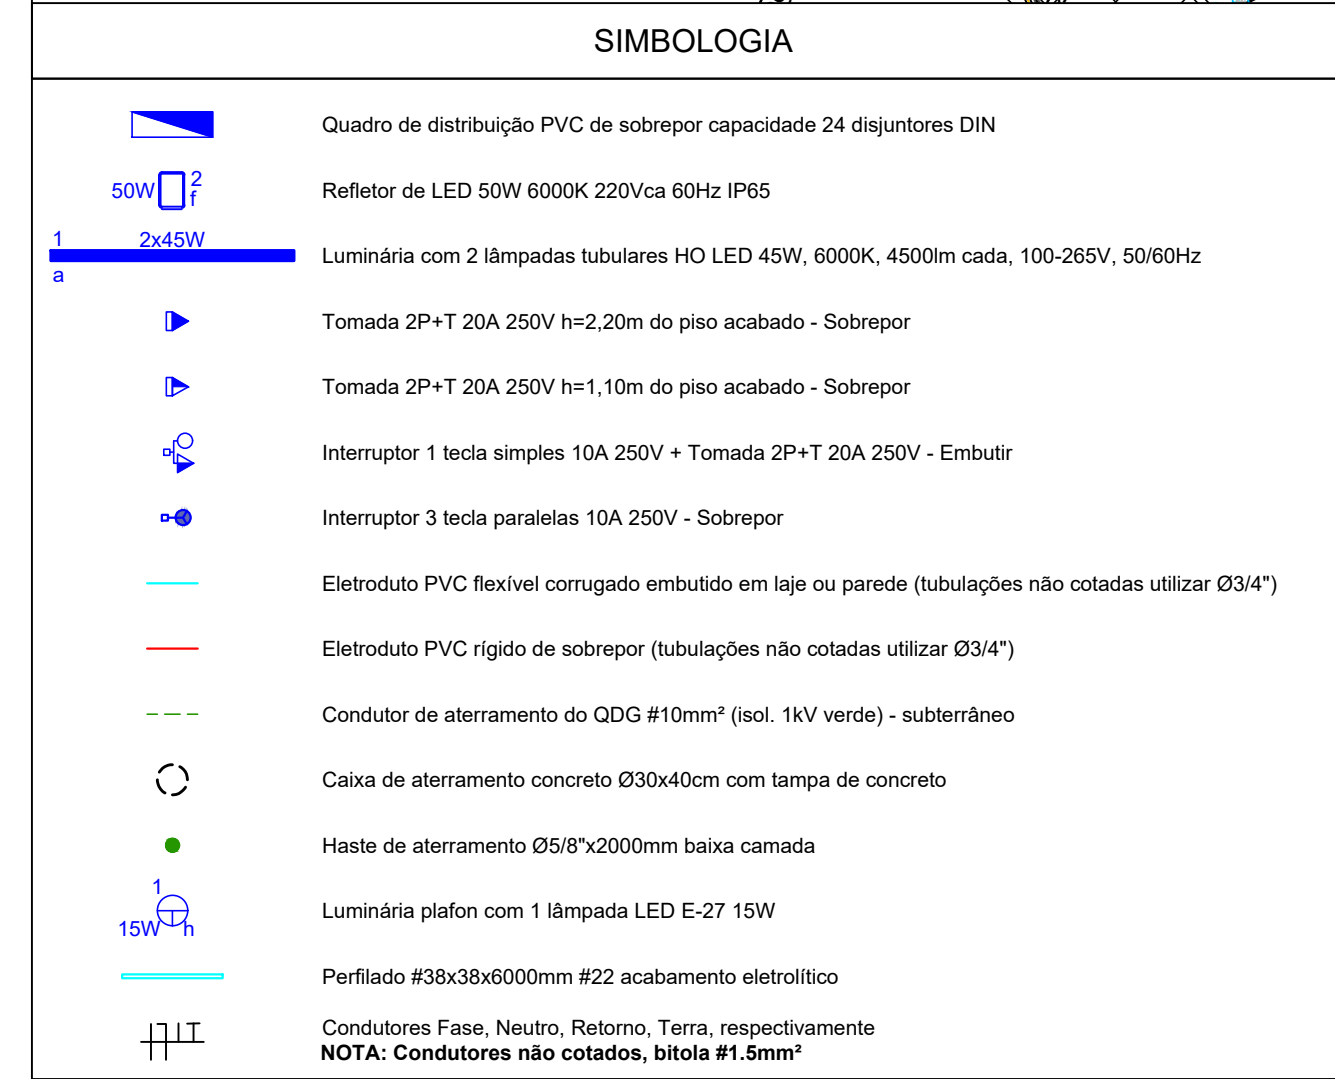 SIMBOLOGIA
Quadro de distribuição PVC de sobrepor capacidade 24 disjuntores DIN
50W 2 f
Refletor de LED 50W 6000K 220Vca 60Hz IP65
1 2x45W
a
Luminária com 2 lâmpadas tubulares HO LED 45W, 6000K, 4500lm cada, 100-265V, 50/60Hz
Tomada 2P+T 20A 250V h=2,20m do piso acabado - Sobrepor
Tomada 2P+T 20A 250V h=1,10m do piso acabado - Sobrepor
Interruptor 1 tecla simples 10A 250V + Tomada 2P+T 20A 250V - Embutir
Interruptor 3 tecla paralelas 10A 250V - Sobrepor
Eletroduto PVC flexível corrugado embutido em laje ou parede (tubulações não cotadas utilizar Ø3/4")
Eletroduto PVC rígido de sobrepor (tubulações não cotadas utilizar Ø3/4")
Condutor de aterramento do QDG #10mm² (isol. 1kV verde) - subterrâneo
Caixa de aterramento concreto Ø30x40cm com tampa de concreto
Haste de aterramento Ø5/8"x2000mm baixa camada
1
15W h
Luminária plafon com 1 lâmpada LED E-27 15W
Perfilado #38x38x6000mm #22 acabamento eletrolítico
Condutores Fase, Neutro, Retorno, Terra, respectivamente
NOTA: Condutores não cotados, bitola #1.5mm²